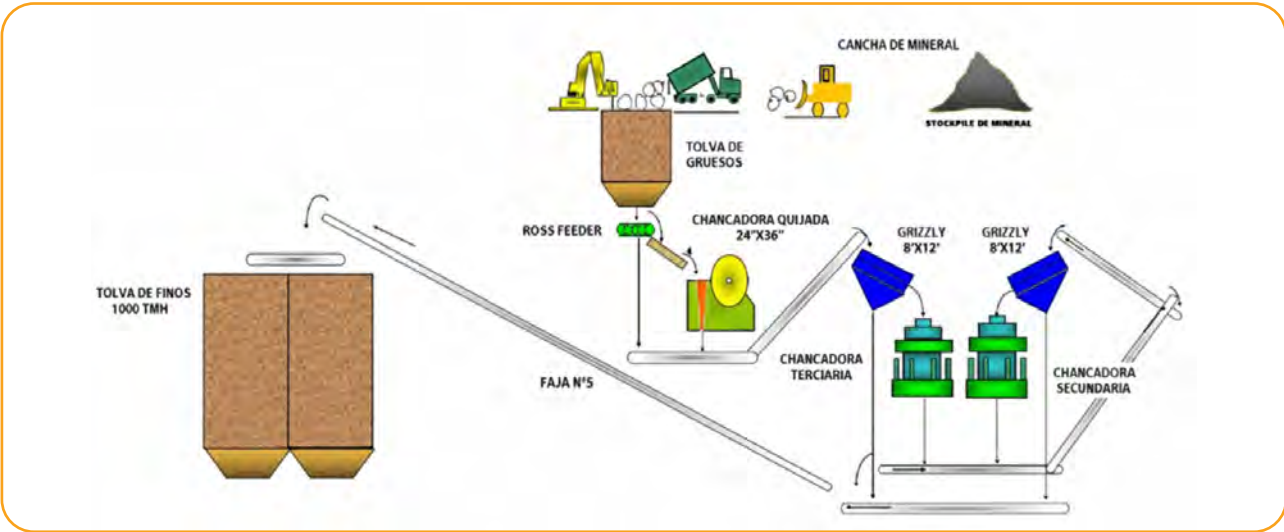 CANCHA DE MINERAL
STOCKPILE DE MINERAL
TOLVA DE
GRUESOS
ROSS FEEDER
CHANCADORA QUIJADA
24"X36"
GRIZZLY
8'X12'
GRIZZLY
8'X12'
TOLVA DE FINOS
1000 TMH
FAJA N°5
CHANCADORA
TERCIARIA
CHANCADORA
SECUNDARIA